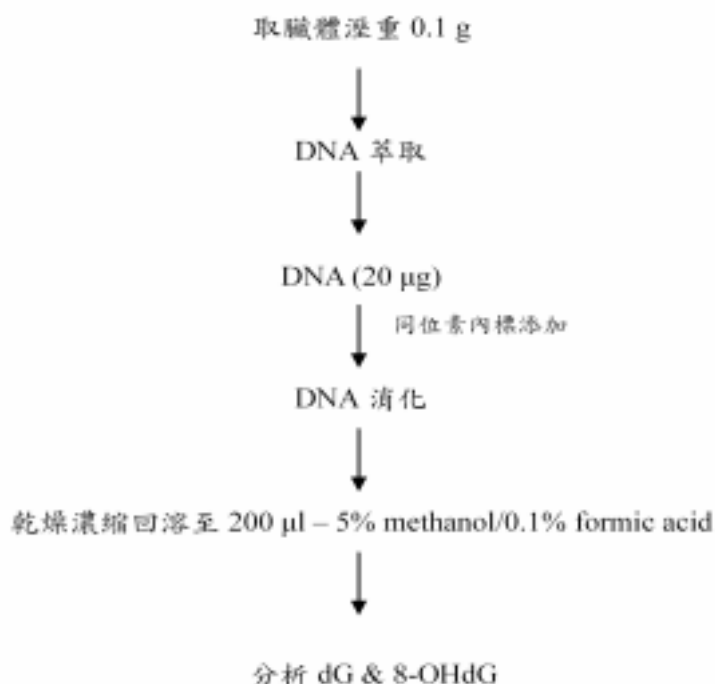 取臟體溼重 0.1 g
DNA 萃取
DNA (20 μg)
同位素內標添加
DNA 消化
乾燥濃縮回溶至 200 μl – 5% methanol/0.1% formic acid
分析 dG & 8-OHdG